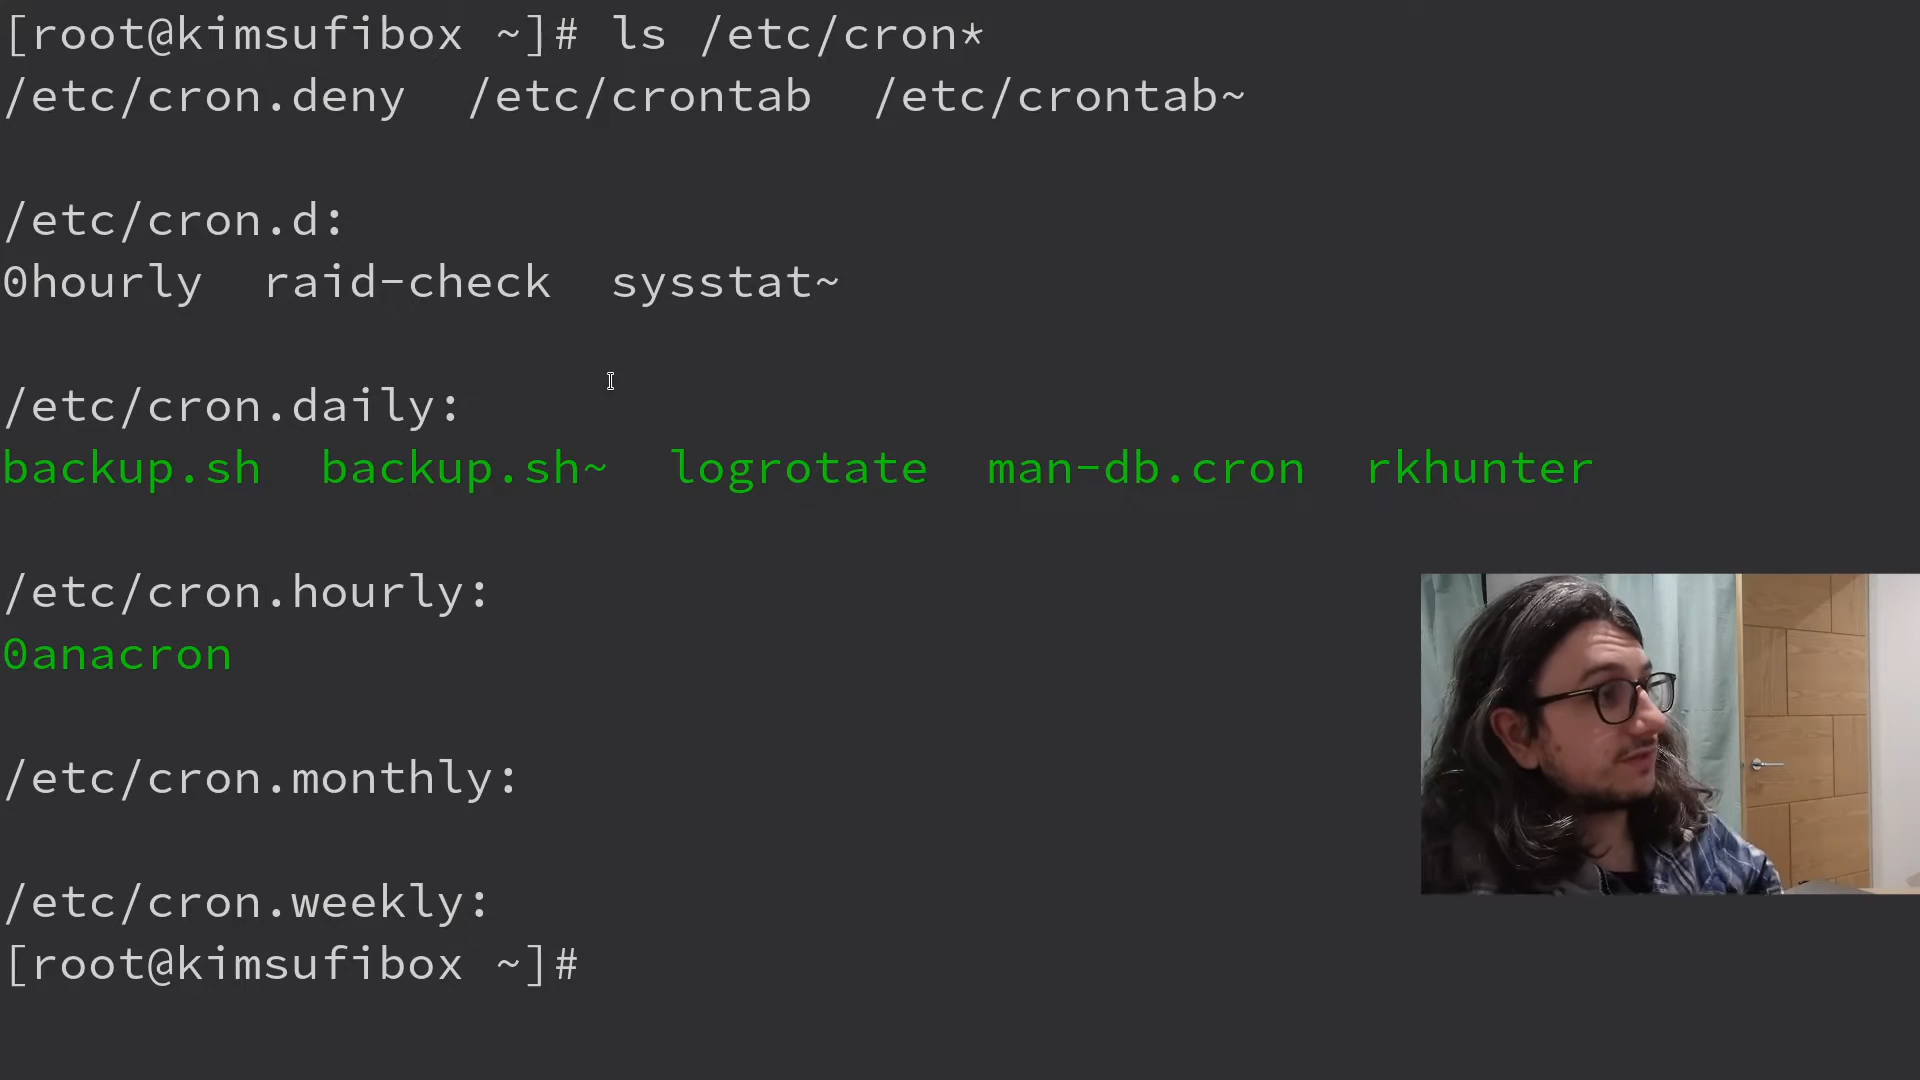 [root@kimsufibox ~]# ls /etc/cron*
/etc/cron.deny  /etc/crontab  /etc/crontab~
/etc/cron.d:
0hourly  raid-check  sysstat~
/etc/cron.daily:
backup.sh  backup.sh~  logrotate  man-db.cron  rkhunter
/etc/cron.hourly:
0anacron
/etc/cron.monthly:
/etc/cron.weekly:
[root@kimsufibox ~]#